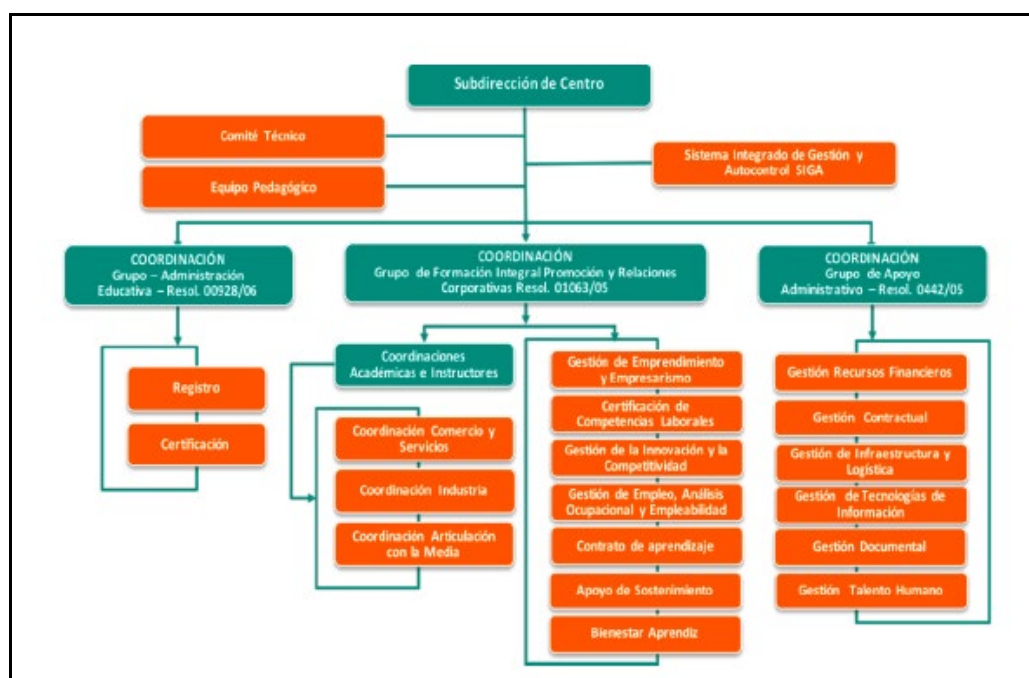 Subdirección de Centro
Comité Técnico
Sistema Integrado de Gestión y
Autocontrol SIGA
Equipo Pedagógico
COORDINACIÓN
Grupo – Administración
Educativa – Resol. 00928/06
COORDINACIÓN
Grupo de Formación Integral Promoción y Relaciones
Corporativas Resol. 01063/05
COORDINACIÓN
Grupo de Apoyo
Administrativo – Resol. 0442/05
Registro
Certificación
Coordinaciones
Académicas e Instructores
Coordinación Comercio y
Servicios
Coordinación Industria
Coordinación Articulación
con la Media
Gestión de Emprendimiento
y Empresarismo
Certificación de
Competencias Laborales
Gestión de la Innovación y la
Competitividad
Gestión de Empleo, Análisis
Ocupacional y Empleabilidad
Contrato de aprendizaje
Apoyo de Sostenimiento
Bienestar Aprendiz
Gestión Recursos Financieros
Gestión Contractual
Gestión de Infraestructura y
Logística
Gestión de Tecnologías de
Información
Gestión Documental
Gestión Talento Humano